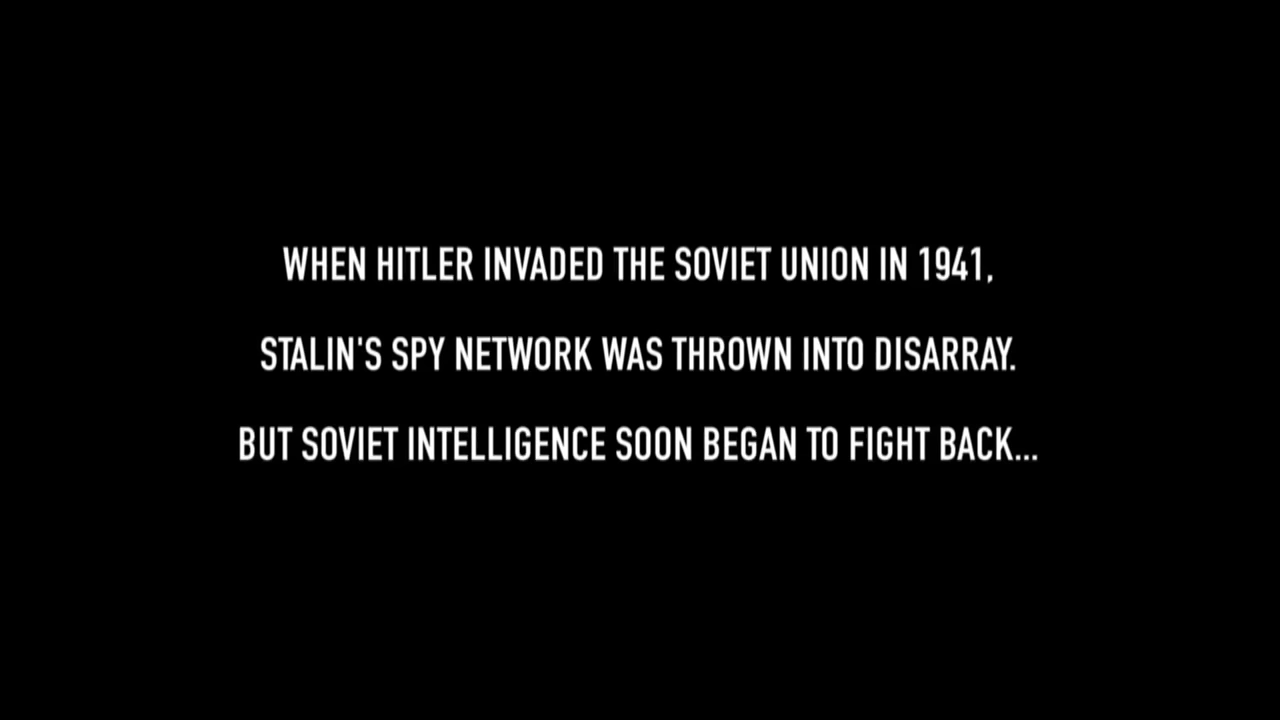 WHEN HITLER INVADED THE SOVIET UNION IN 1941,
STALIN'S SPY NETWORK WAS THROWN INTO DISARRAY.
BUT SOVIET INTELLIGENCE SOON BEGAN TO FIGHT BACK...